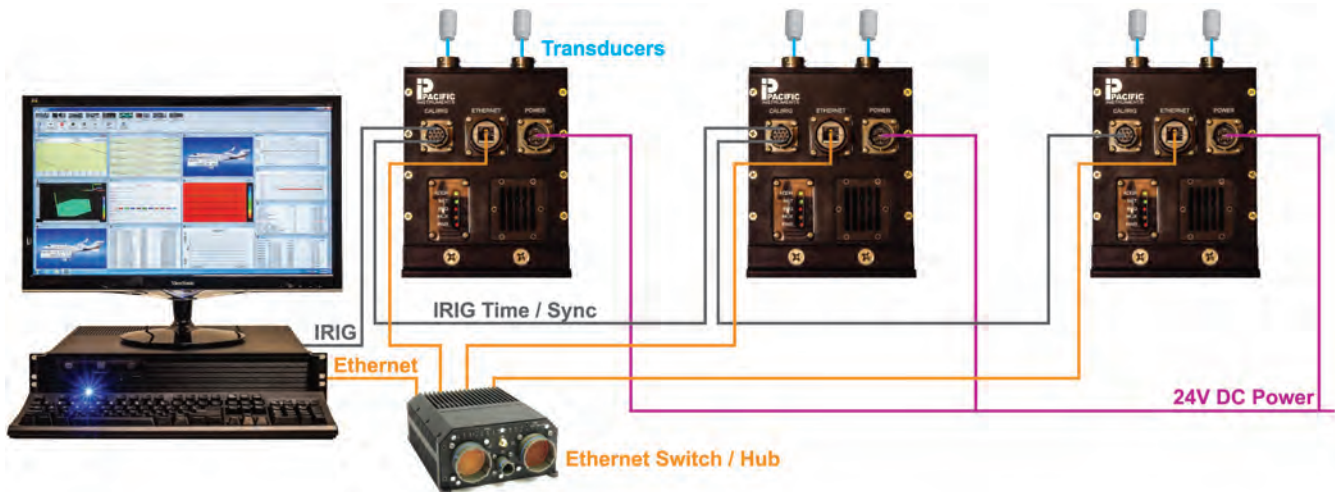 Transducers
PACIFIC
INSTRUMENTS
CAL/IRIG
ETHERNET
POWER
PACIFIC
INSTRUMENTS
CAL/IRIG
ETHERNET
POWER
PACIFIC
INSTRUMENTS
CAL/IRIG
ETHERNET
POWER
ViewSonic
IRIG
IRIG Time / Sync
Ethernet
24V DC Power
Ethernet Switch / Hub